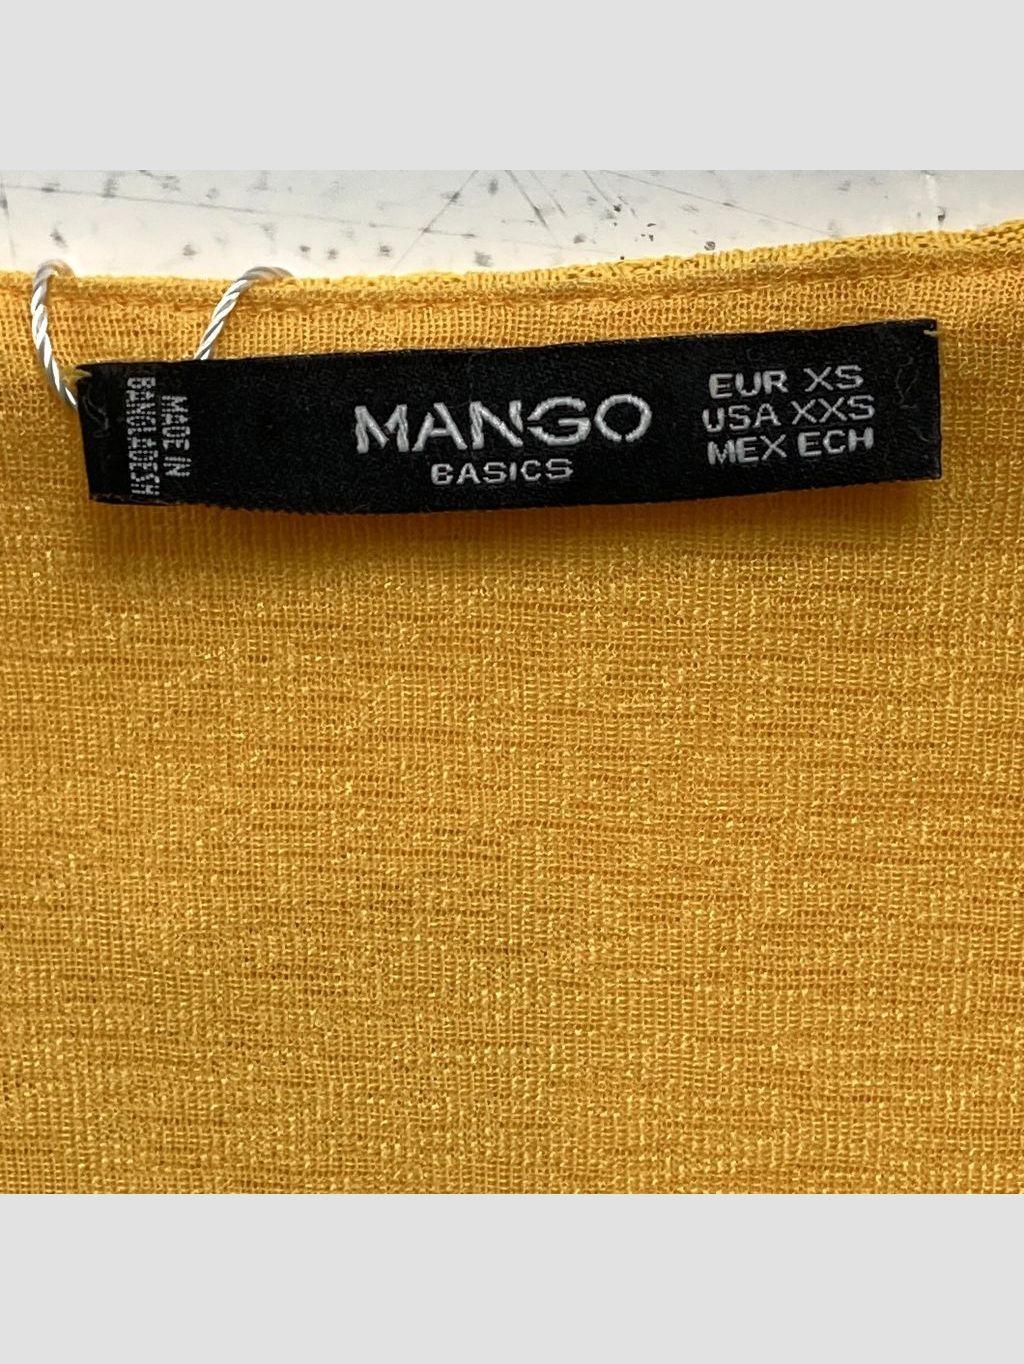 MADE IN
BANGLADESH
MANGO
BASICS
EUR XS
USA XXS
MEX ECH